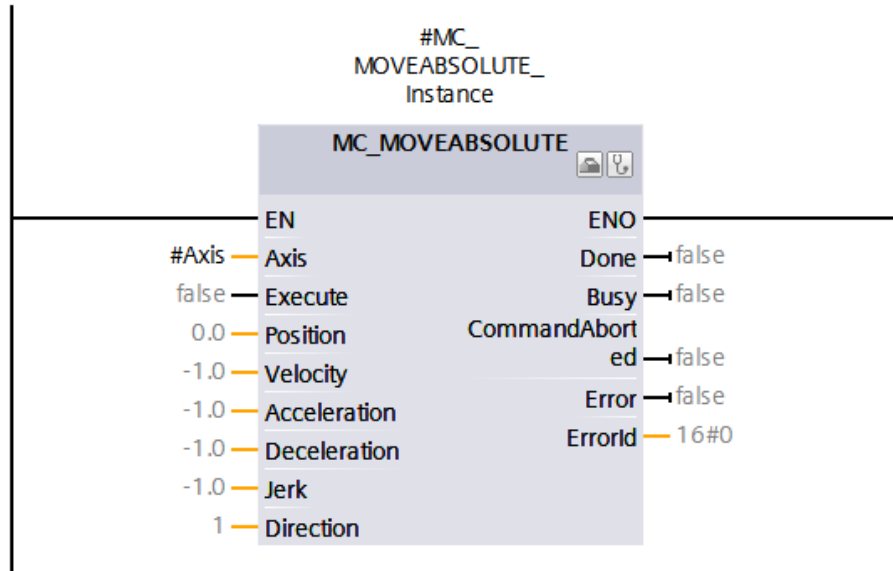 #MC_
MOVEABSOLUTE_
Instance
MC_MOVEABSOLUTE
EN ENO
#Axis Axis Done false
false Execute Busy false
0.0 Position CommandAbort
ed false
-1.0 Velocity
-1.0 Acceleration Error false
-1.0 Deceleration ErrorId 16#0
-1.0 Jerk
1 Direction